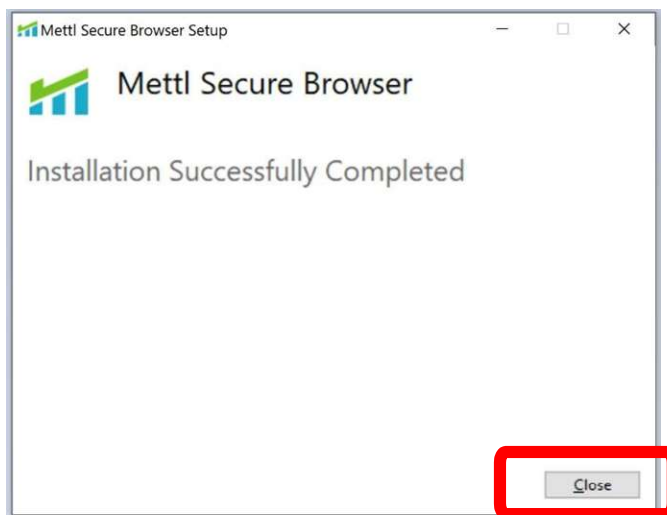 Mettl Secure Browser Setup
Mettl Secure Browser
Installation Successfully Completed
Close